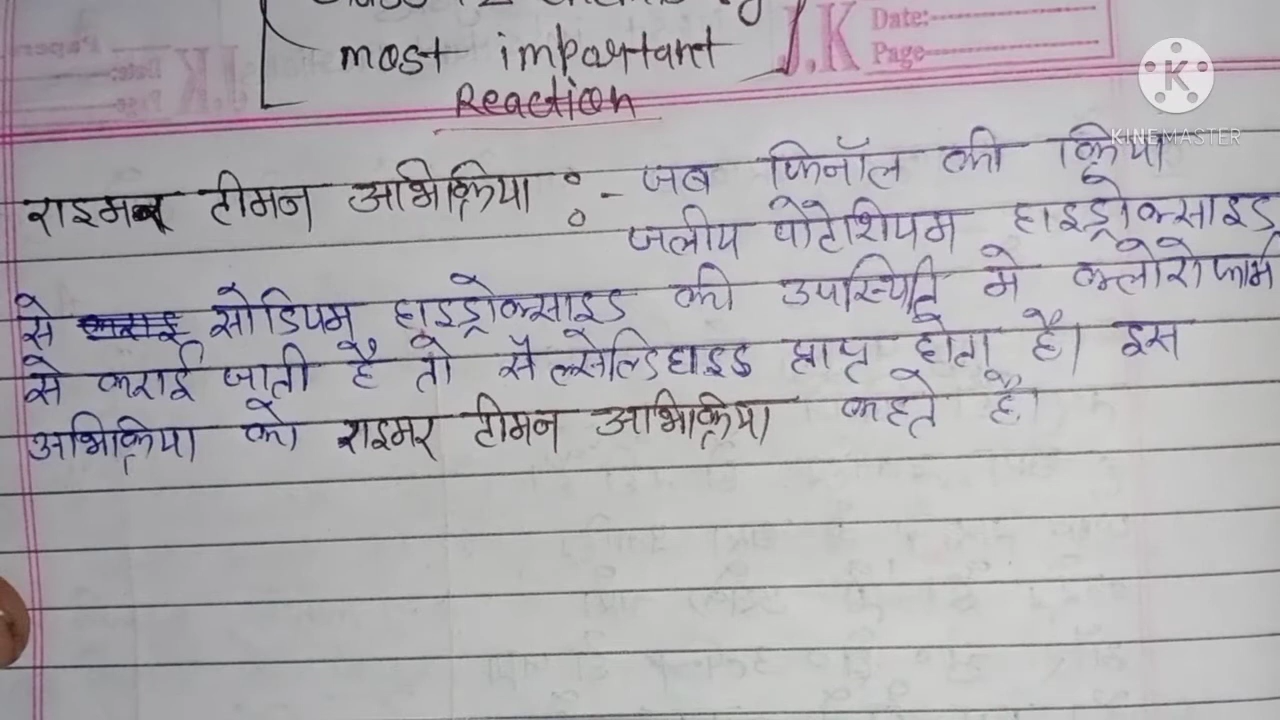 most important
Reaction
J.K
Date:
Page
KINEMASTER
राइमर टीमन अभिक्रिया :- जब फिनॉल की क्रिया
जलीय पोटेशियम हाइड्रोक्साइड
से सोडियम हाइड्रोक्साइड की उपस्थिति मे क्लोरोफार्म
से कराई जाती है तो सैल्सेल्डिहाइड प्राप्त होता है। इस
अभिक्रिया को राइमर टीमन अभिक्रिया कहते है।